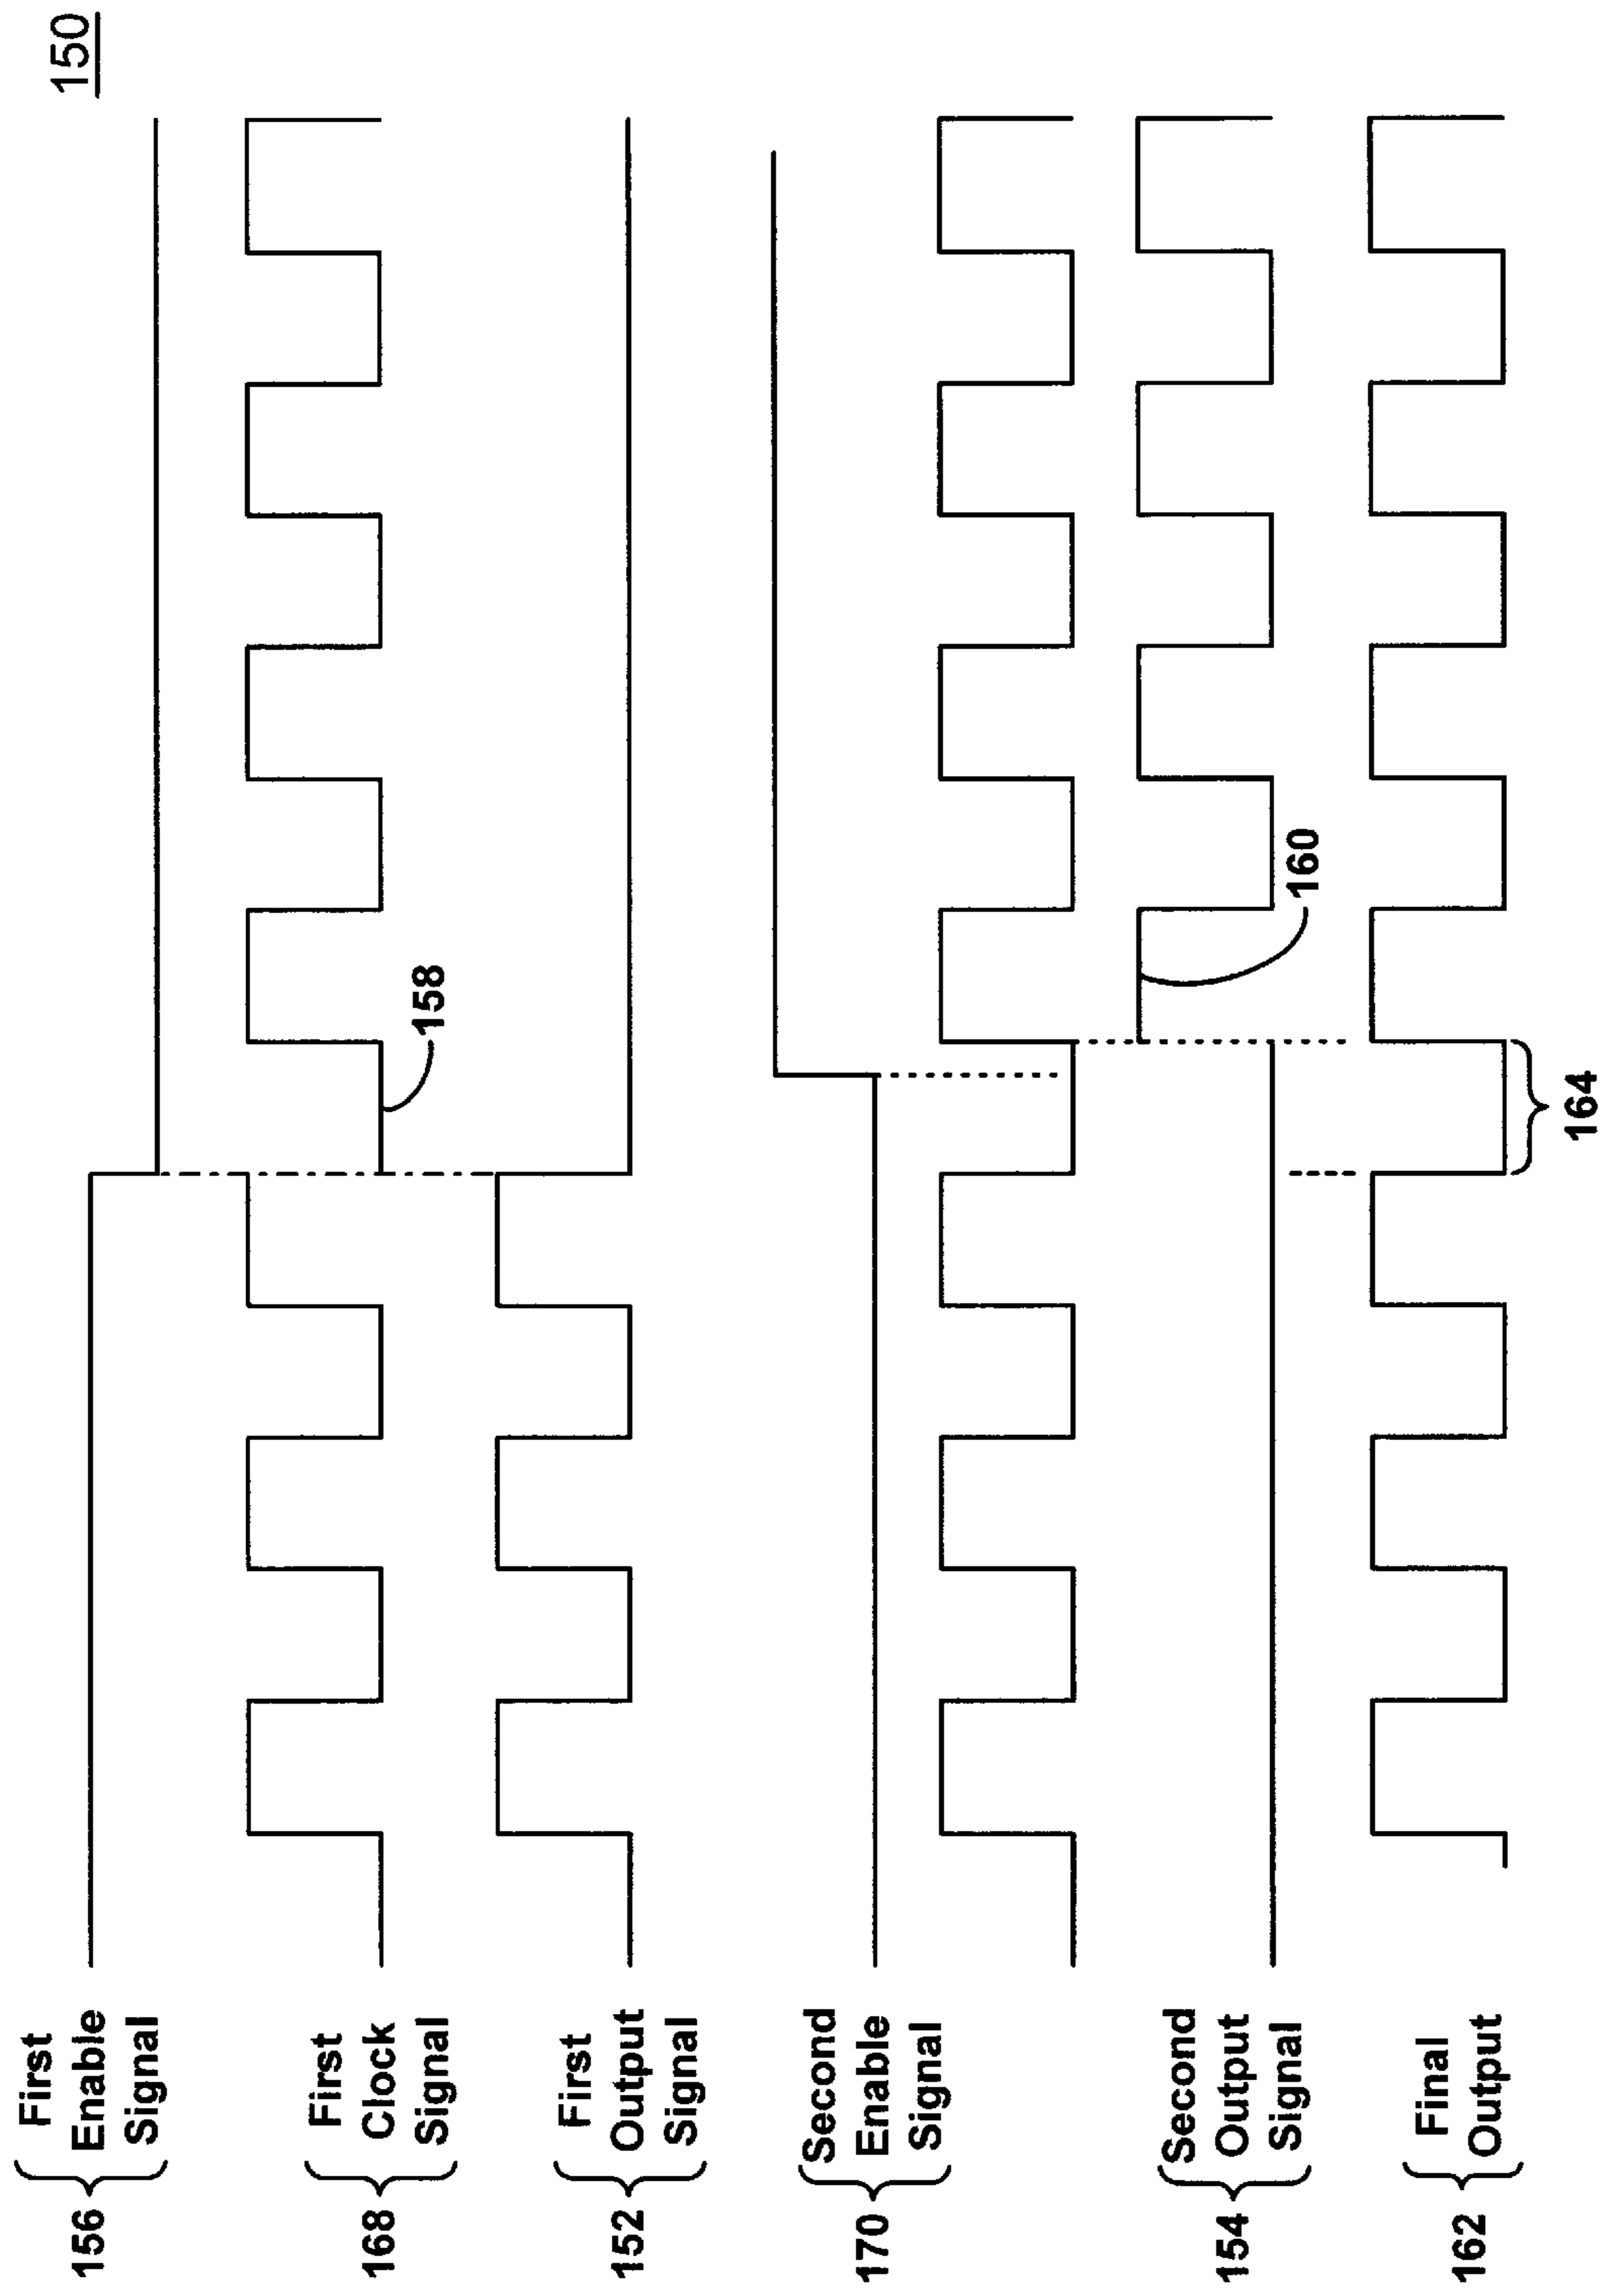 150
First
Enable
Signal
156
First
Clock
Signal
168
158
First
Output
Signal
152
Second
Enable
Signal
170
Second
Output
Signal
154
160
Final
Output
162
164